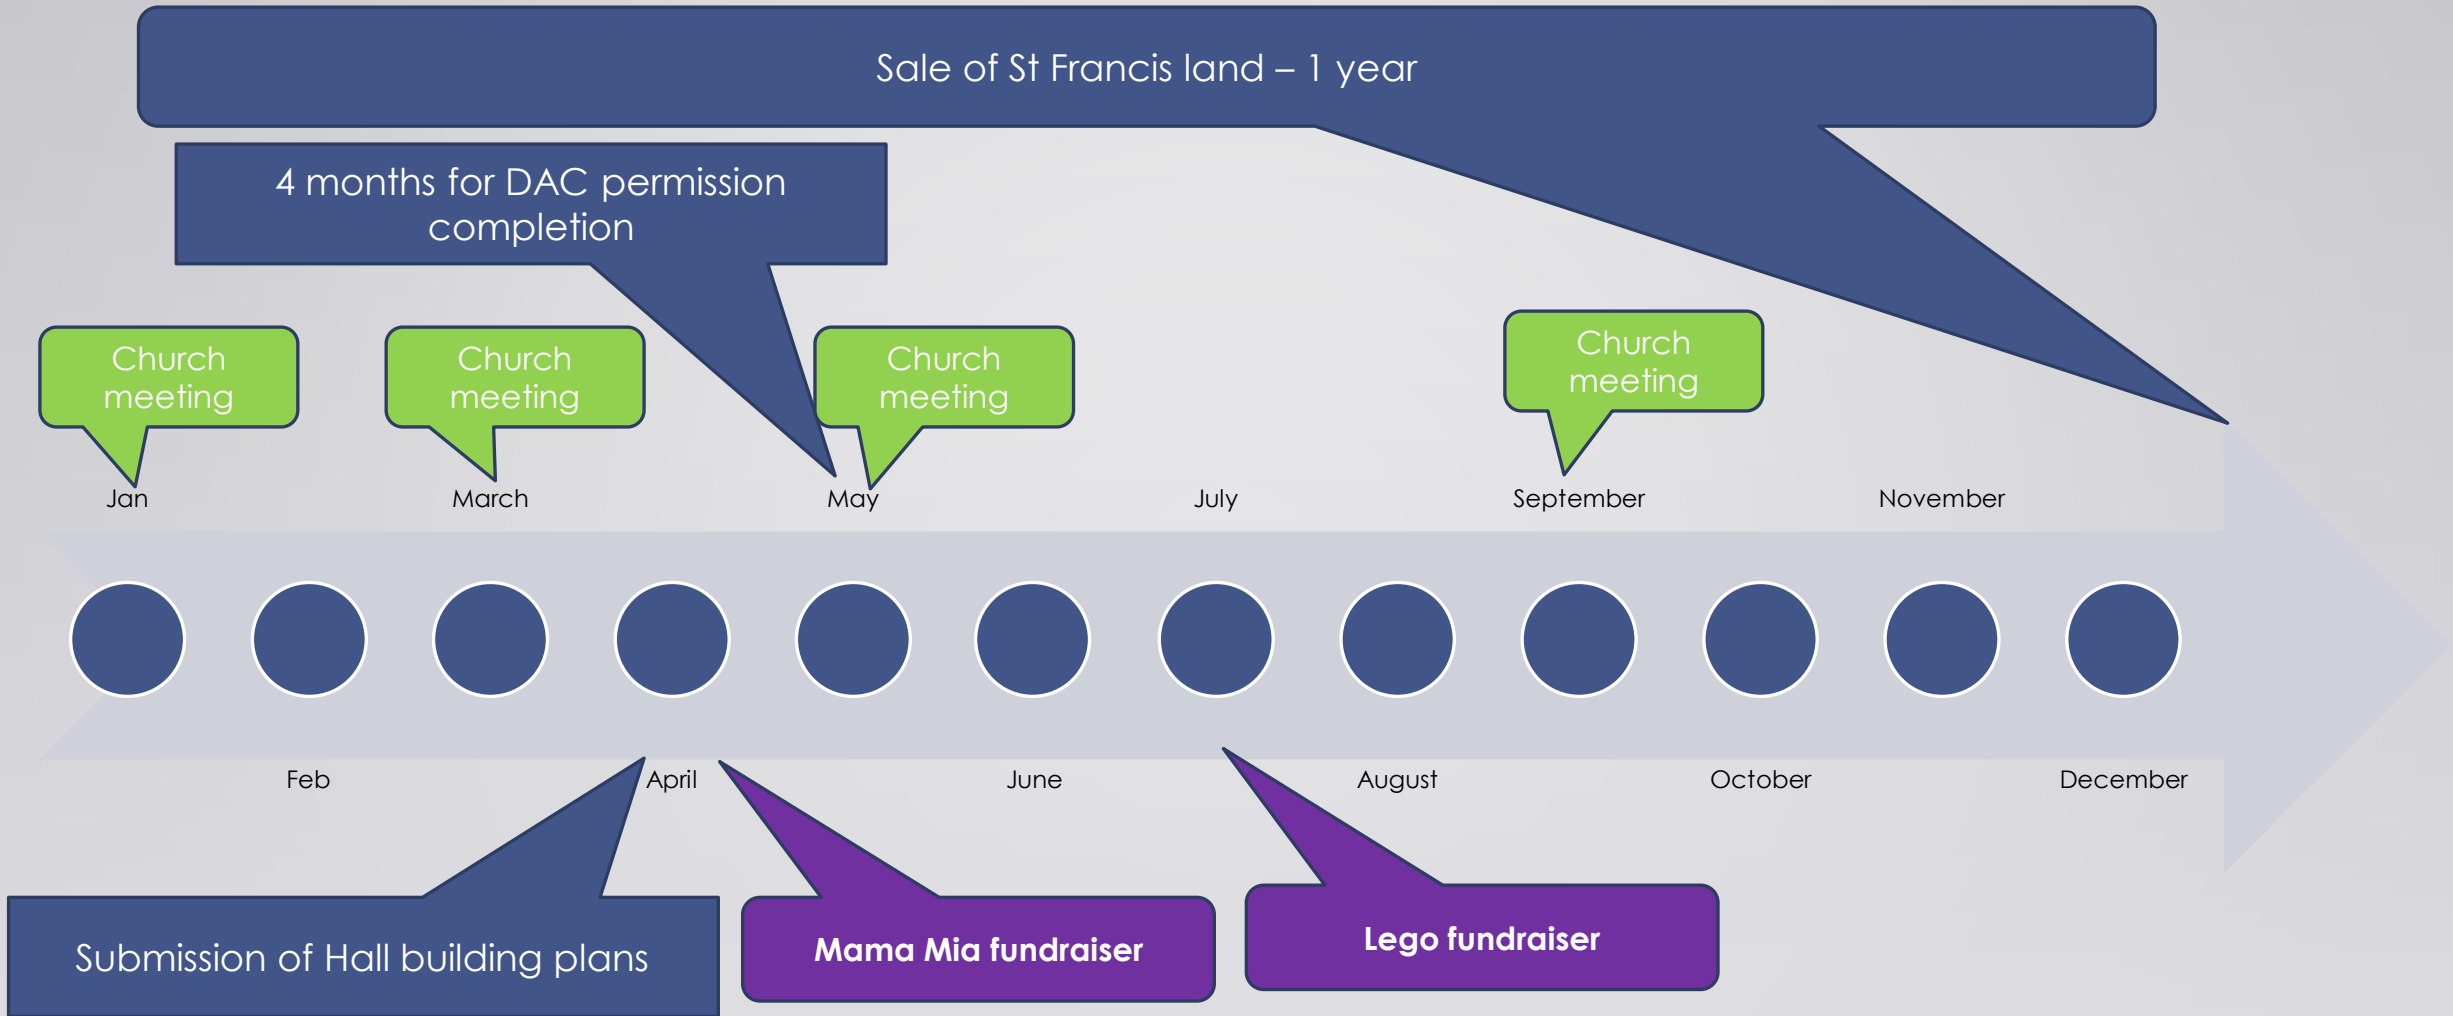 Sale of St Francis land – 1 year
4 months for DAC permission
completion
Church
meeting
Church
meeting
Church
meeting
Church
meeting
Jan
March
May
July
September
November
Feb
April
June
August
October
December
Submission of Hall building plans
Mama Mia fundraiser
Lego fundraiser